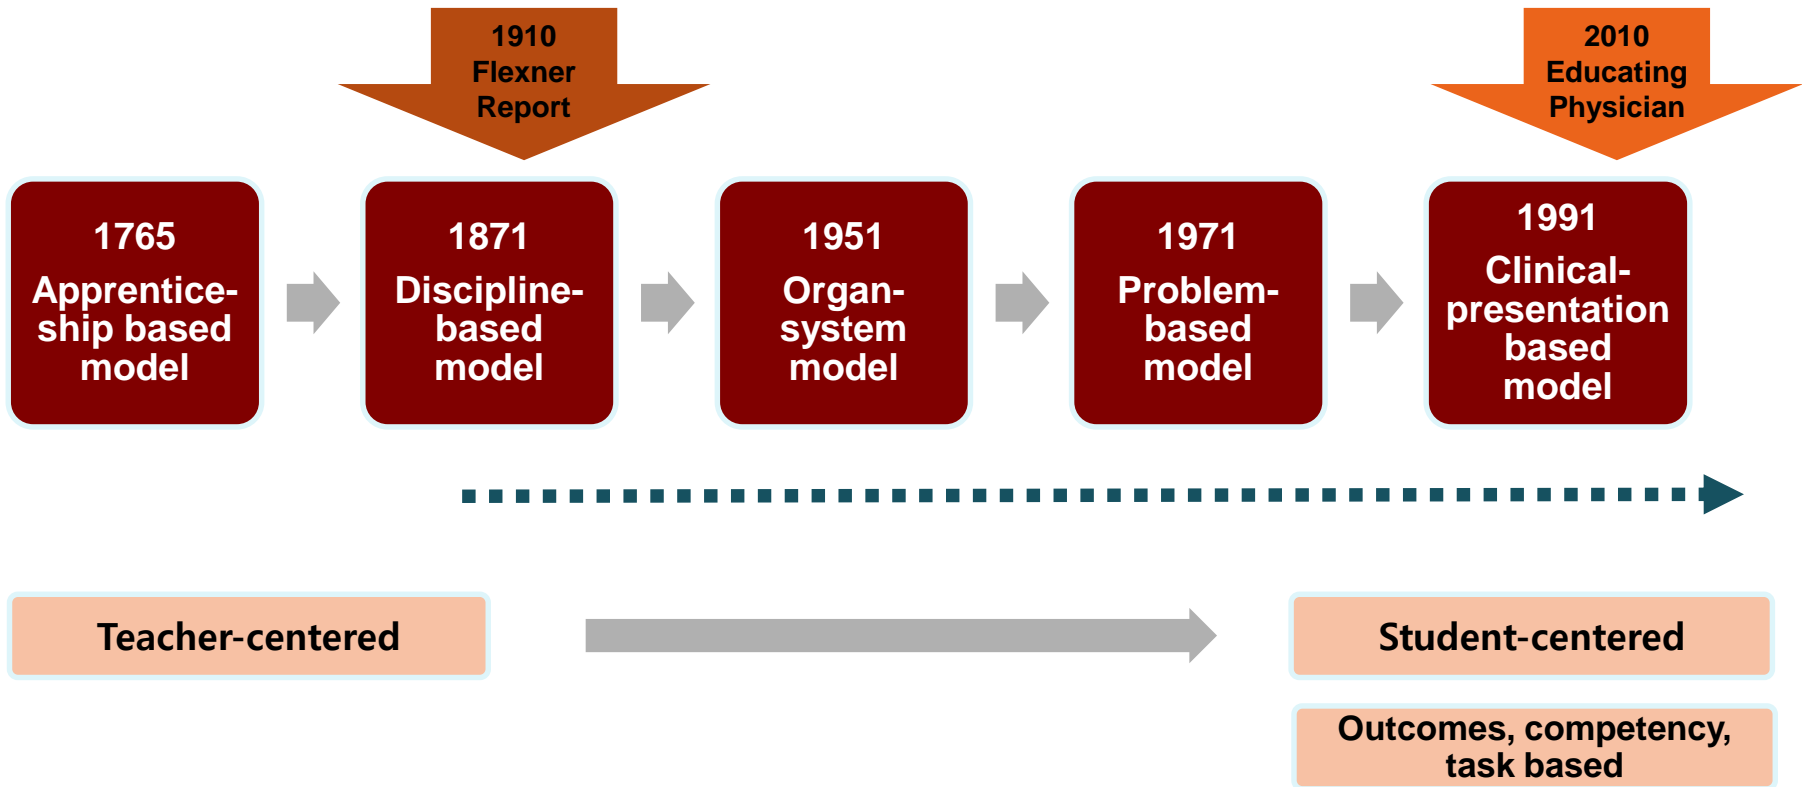 1910
Flexner
Report
2010
Educating
Physician
1765
Apprentice-
ship based
model
1871
Discipline-
based
model
1951
Organ-
system
model
1971
Problem-
based
model
1991
Clinical-
presentation
based
model
Teacher-centered
Student-centered
Outcomes, competency,
task based